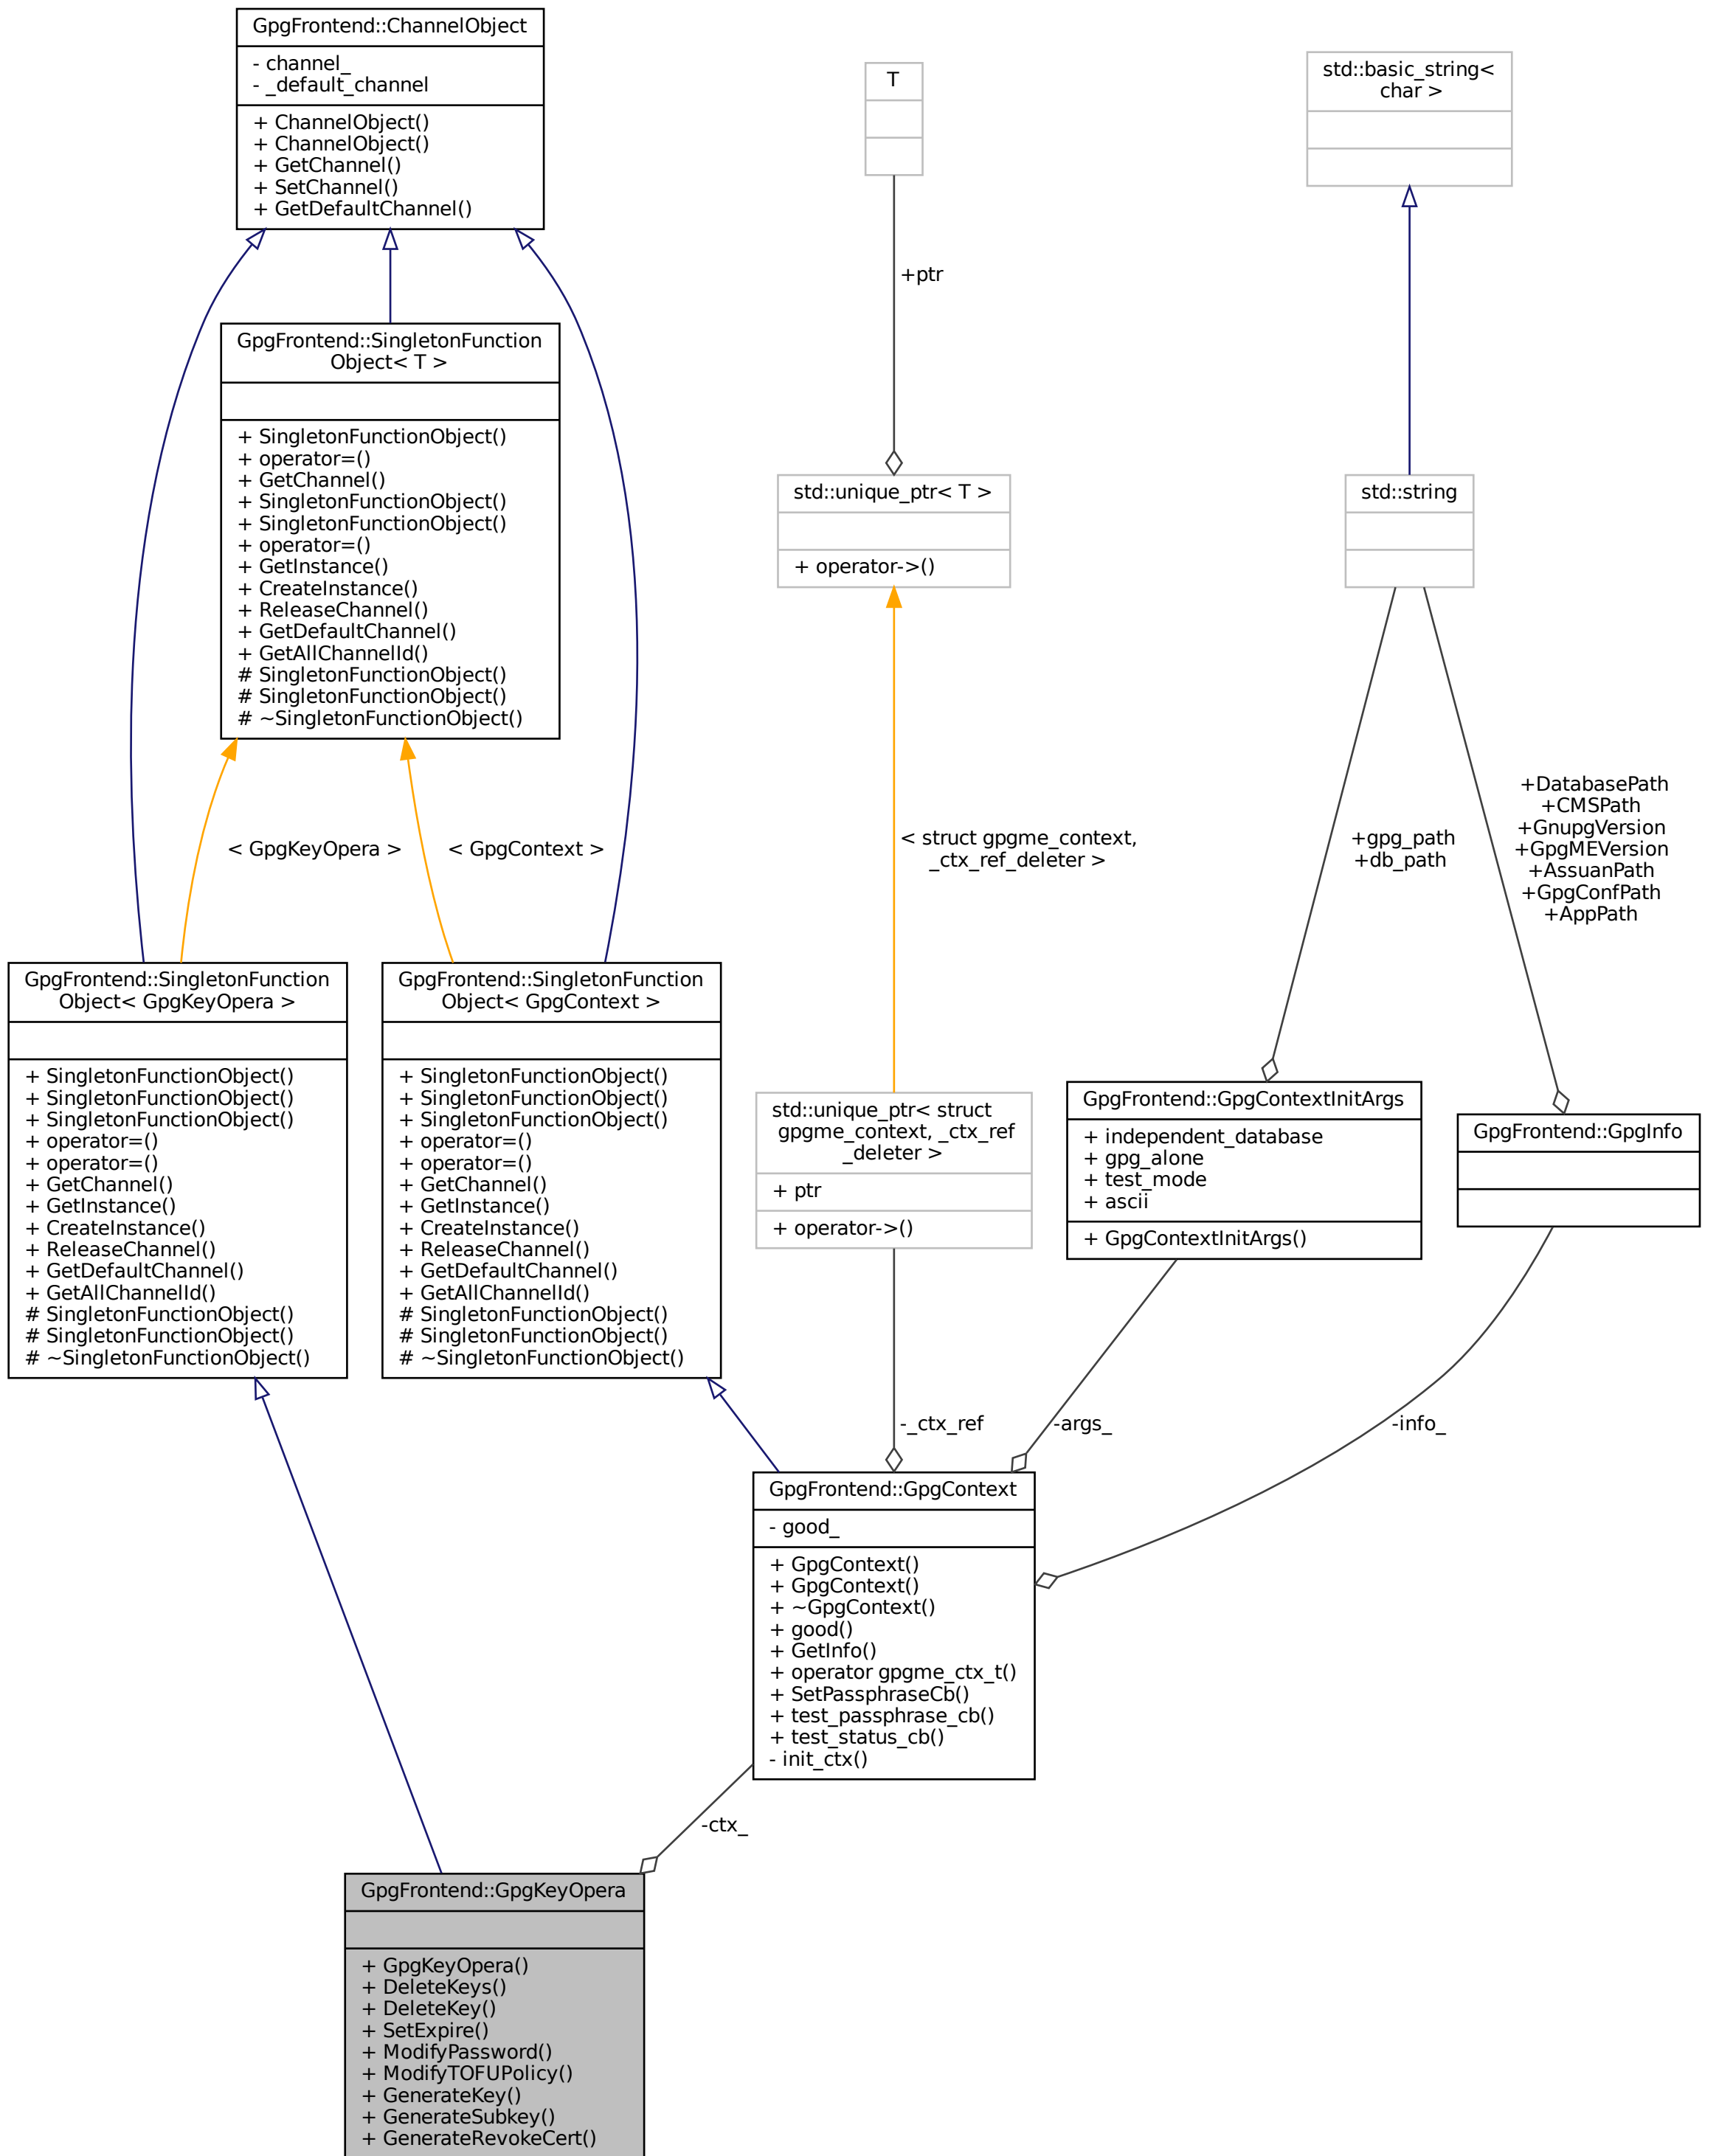 GpgFrontend::ChannelObject
- channel_
- _default_channel
+ ChannelObject()
+ ChannelObject()
+ GetChannel()
+ SetChannel()
+ GetDefaultChannel()
T
+ptr
std::basic_string<
char >
GpgFrontend::SingletonFunction
Object< T >
+ SingletonFunctionObject()
+ operator=()
+ GetChannel()
+ SingletonFunctionObject()
+ SingletonFunctionObject()
+ operator=()
+ GetInstance()
+ CreateInstance()
+ ReleaseChannel()
+ GetDefaultChannel()
+ GetAllChannelId()
# SingletonFunctionObject()
# SingletonFunctionObject()
# ~SingletonFunctionObject()
std::unique_ptr< T >
+ operator->()
std::string
< GpgKeyOpera >
< GpgContext >
< struct gpgme_context,
_ctx_ref_deleter >
+gpg_path
+db_path
+DatabasePath
+CMSPath
+GnupgVersion
+GpgMEVersion
+AssuanPath
+GpgConfPath
+AppPath
GpgFrontend::SingletonFunction
Object< GpgKeyOpera >
+ SingletonFunctionObject()
+ SingletonFunctionObject()
+ SingletonFunctionObject()
+ operator=()
+ operator=()
+ GetChannel()
+ GetInstance()
+ CreateInstance()
+ ReleaseChannel()
+ GetDefaultChannel()
+ GetAllChannelId()
# SingletonFunctionObject()
# SingletonFunctionObject()
# ~SingletonFunctionObject()
GpgFrontend::SingletonFunction
Object< GpgContext >
+ SingletonFunctionObject()
+ SingletonFunctionObject()
+ SingletonFunctionObject()
+ operator=()
+ operator=()
+ GetChannel()
+ GetInstance()
+ CreateInstance()
+ ReleaseChannel()
+ GetDefaultChannel()
+ GetAllChannelId()
# SingletonFunctionObject()
# SingletonFunctionObject()
# ~SingletonFunctionObject()
std::unique_ptr< struct
gpgme_context, _ctx_ref
_deleter >
+ ptr
+ operator->()
GpgFrontend::GpgContextInitArgs
+ independent_database
+ gpg_alone
+ test_mode
+ ascii
+ GpgContextInitArgs()
GpgFrontend::GpgInfo
-_ctx_ref
-args_
-info_
GpgFrontend::GpgContext
- good_
+ GpgContext()
+ GpgContext()
+ ~GpgContext()
+ good()
+ GetInfo()
+ operator gpgme_ctx_t()
+ SetPassphraseCb()
+ test_passphrase_cb()
+ test_status_cb()
- init_ctx()
-ctx_
GpgFrontend::GpgKeyOpera
+ GpgKeyOpera()
+ DeleteKeys()
+ DeleteKey()
+ SetExpire()
+ ModifyPassword()
+ ModifyTOFUPolicy()
+ GenerateKey()
+ GenerateSubkey()
+ GenerateRevokeCert()